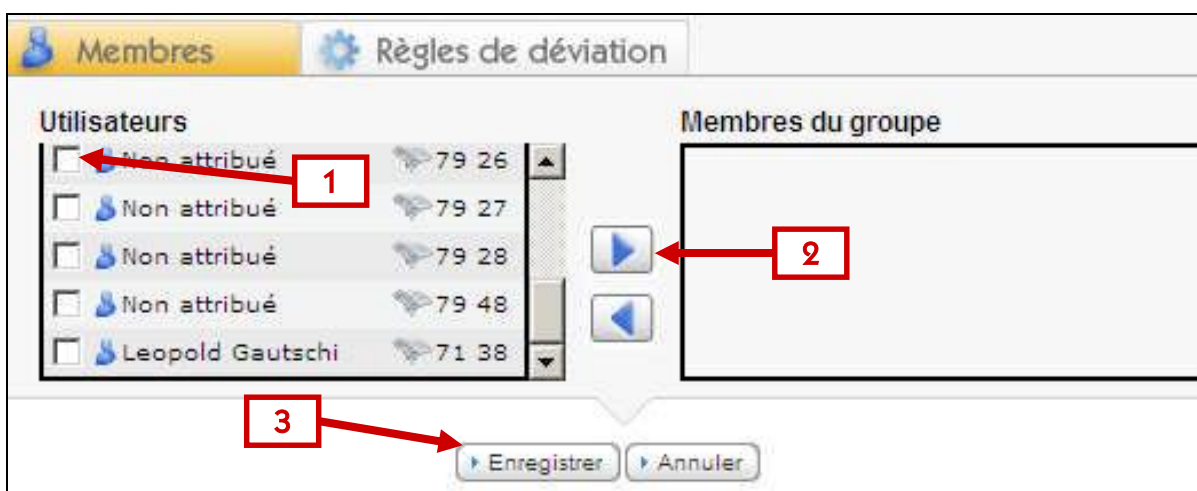 Membres Règles de déviation
Utilisateurs Membres du groupe
Non attribué 79 26
1
Non attribué 79 27
Non attribué 79 28
2
Non attribué 79 48
Leopold Gautschi 71 38
3
Enregistrer Annuler